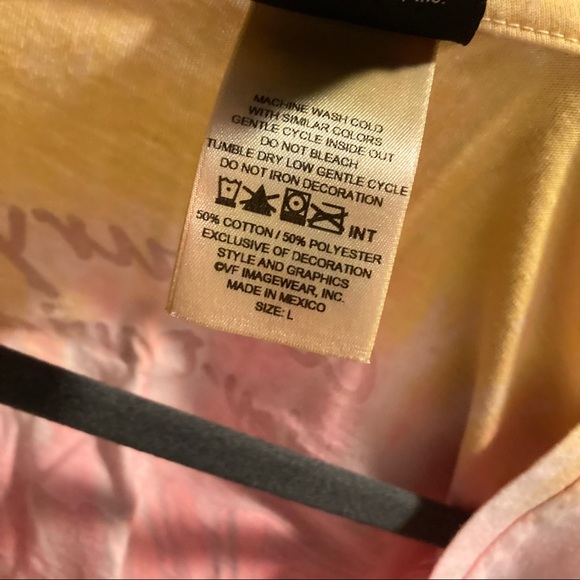 INC.
MACHINE WASH COLD
WITH SIMILAR COLORS
GENTLE CYCLE INSIDE OUT
DO NOT BLEACH
TUMBLE DRY LOW GENTLE CYCLE
DO NOT IRON DECORATION
INT
50% COTTON / 50% POLYESTER
EXCLUSIVE OF DECORATION
STYLE AND GRAPHICS
©VF IMAGEWEAR, INC.
MADE IN MEXICO
SIZE: L